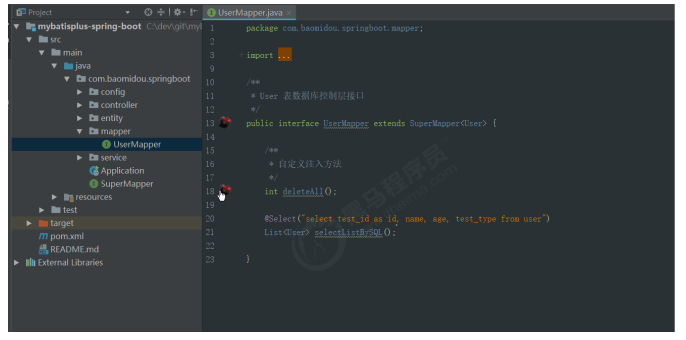 Project
mybatisplus-spring-boot C:\dev\git\my
src
main
java
com.baomidou.springboot
config
controller
entity
mapper
UserMapper
service
Application
SuperMapper
resources
test
target
pom.xml
README.md
External Libraries
UserMapper.java
1 package com.baomidou.springboot.mapper;
2
3 import ...
9
10 /**
11 * User 表数据库控制层接口
12 */
13 public interface UserMapper extends SuperMapper<User> {
14
15 /**
16 * 自定义注入方法
17 */
18 int deleteAll();
19
20 @Select("select test_id as id, name, age, test_type from user")
21 List<User> selectListBySQL();
22
23 }
黑马程序员